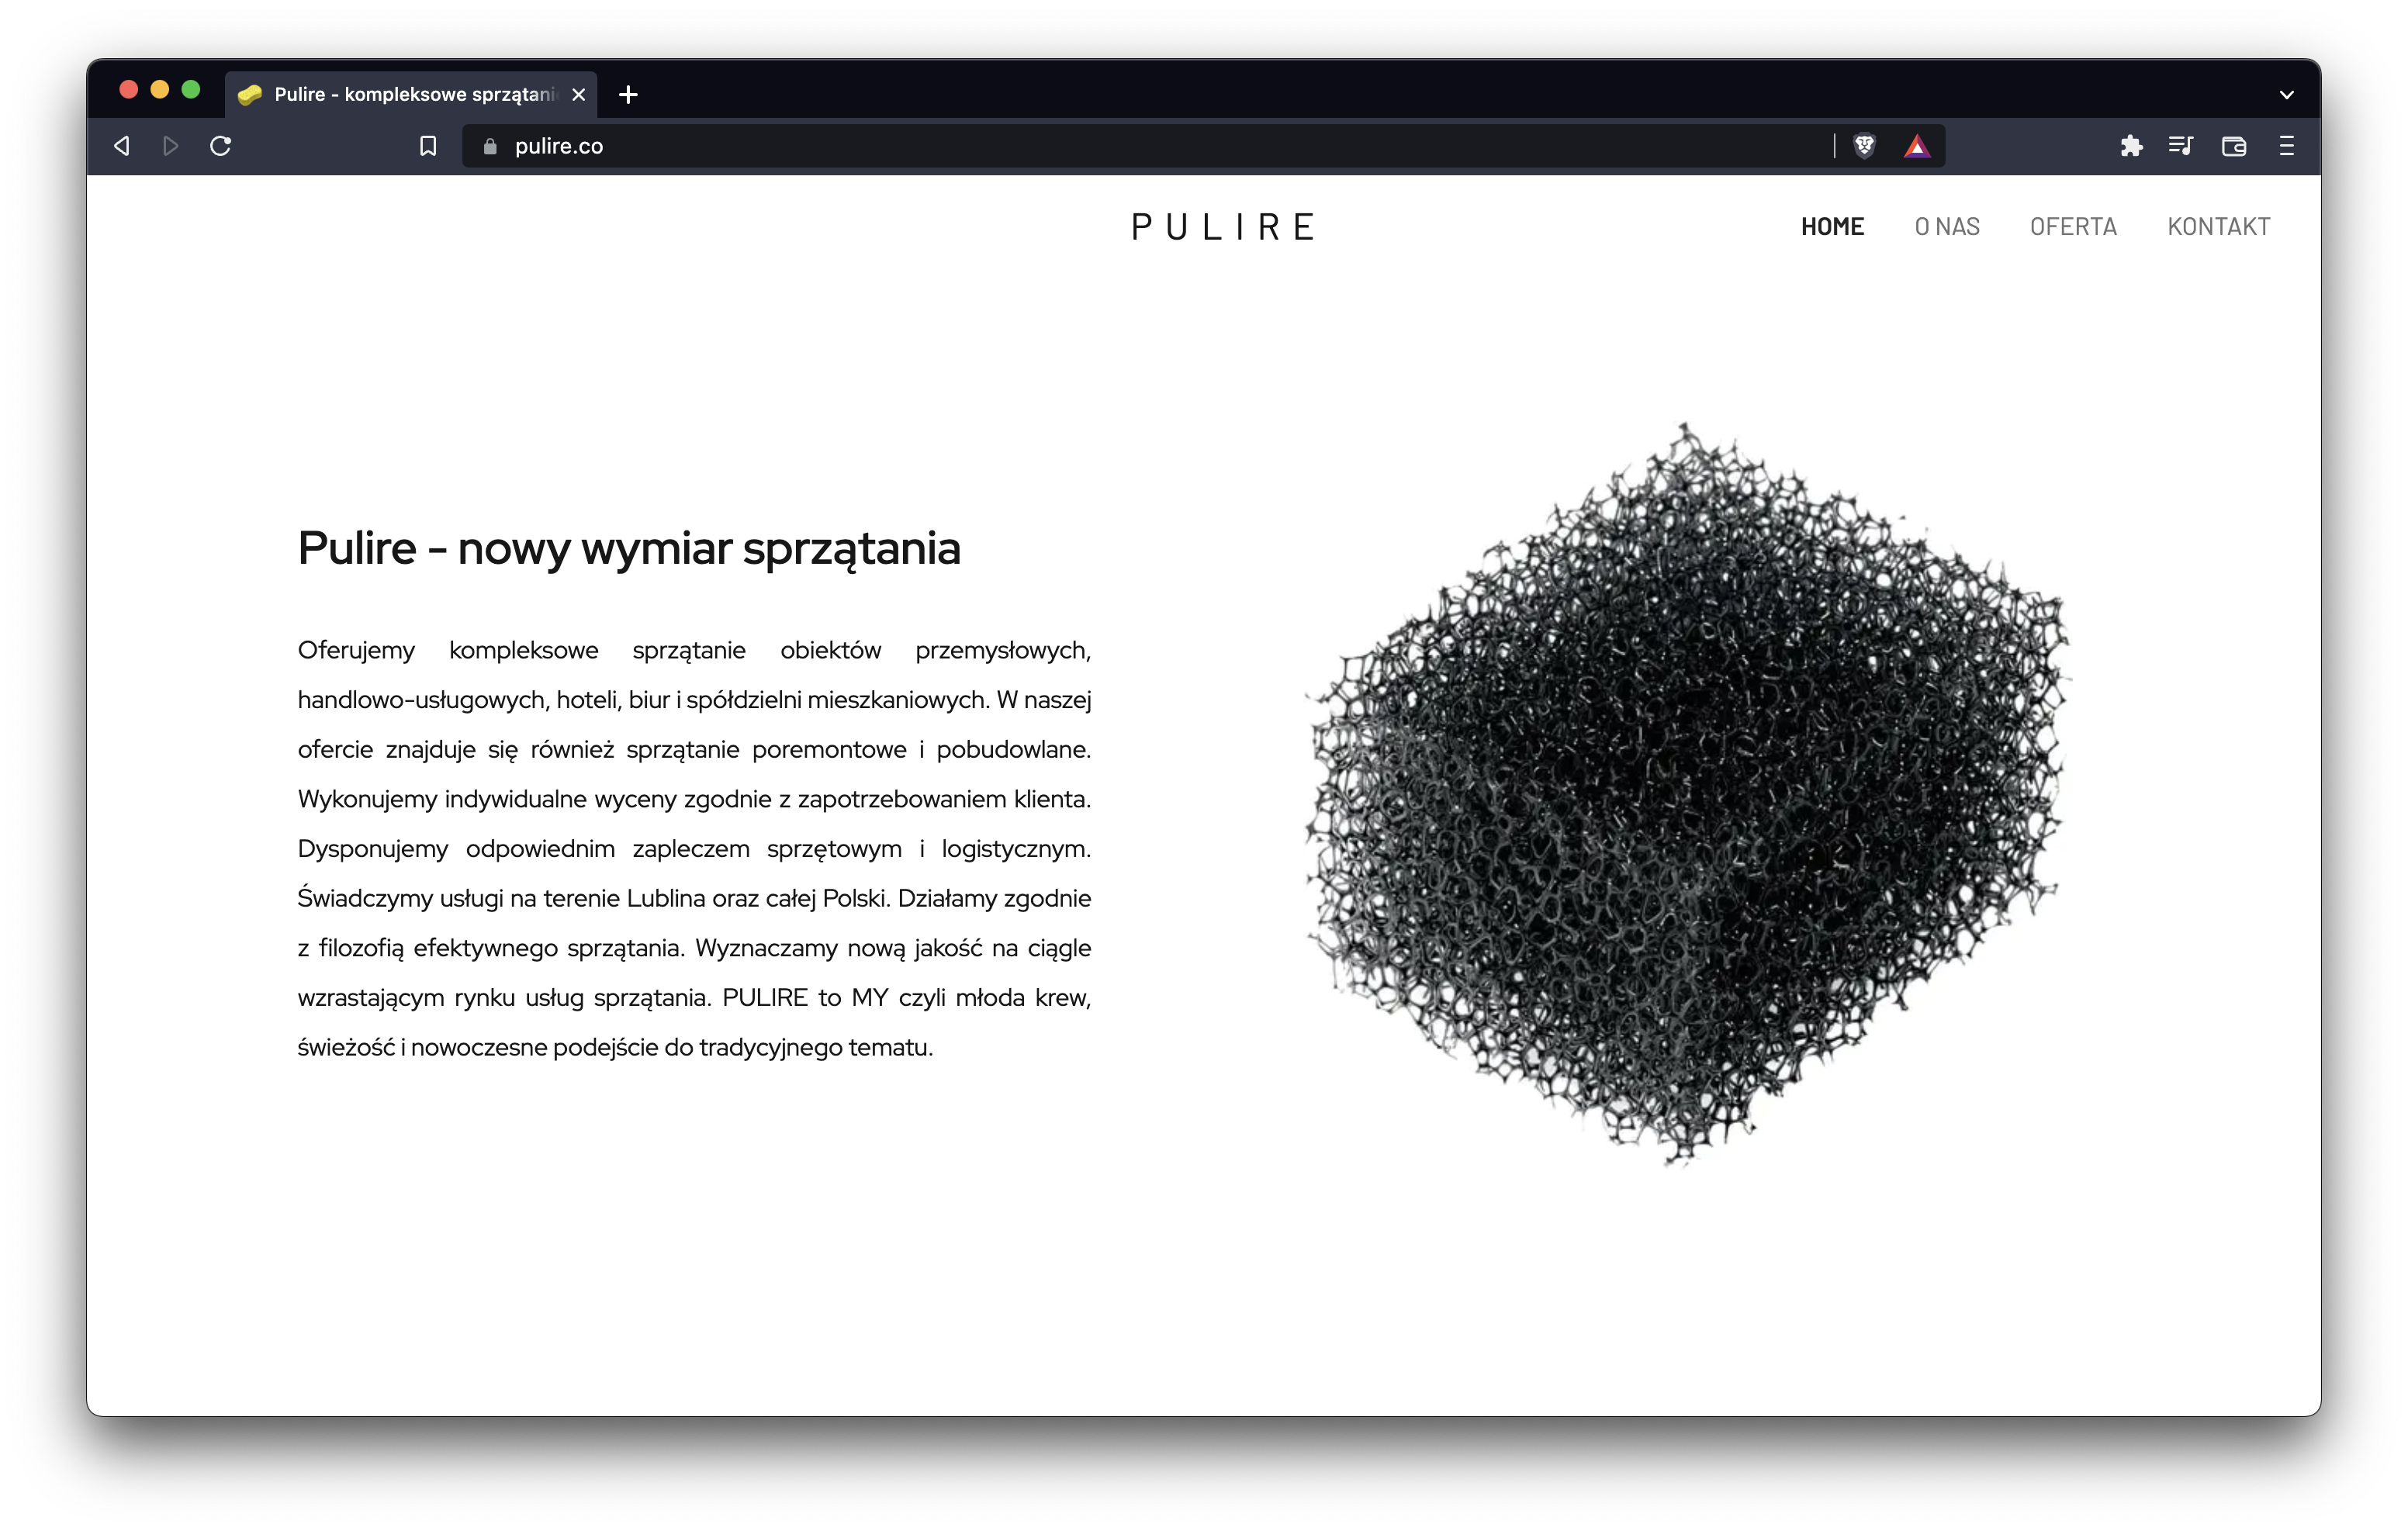 Pulire - kompleksowe sprzątani
pulire.co
PULIRE
HOME O NAS OFERTA KONTAKT
Pulire - nowy wymiar sprzątania
Oferujemy kompleksowe sprzątanie obiektów przemysłowych,
handlowo-usługowych, hoteli, biur i spółdzielni mieszkaniowych. W naszej
ofercie znajduje się również sprzątanie poremontowe i pobudowlane.
Wykonujemy indywidualne wyceny zgodnie z zapotrzebowaniem klienta.
Dysponujemy odpowiednim zapleczem sprzętowym i logistycznym.
Świadczymy usługi na terenie Lublina oraz całej Polski. Działamy zgodnie
z filozofią efektywnego sprzątania. Wyznaczamy nową jakość na ciągle
wzrastającym rynku usług sprzątania. PULIRE to MY czyli młoda krew,
świeżość i nowoczesne podejście do tradycyjnego tematu.